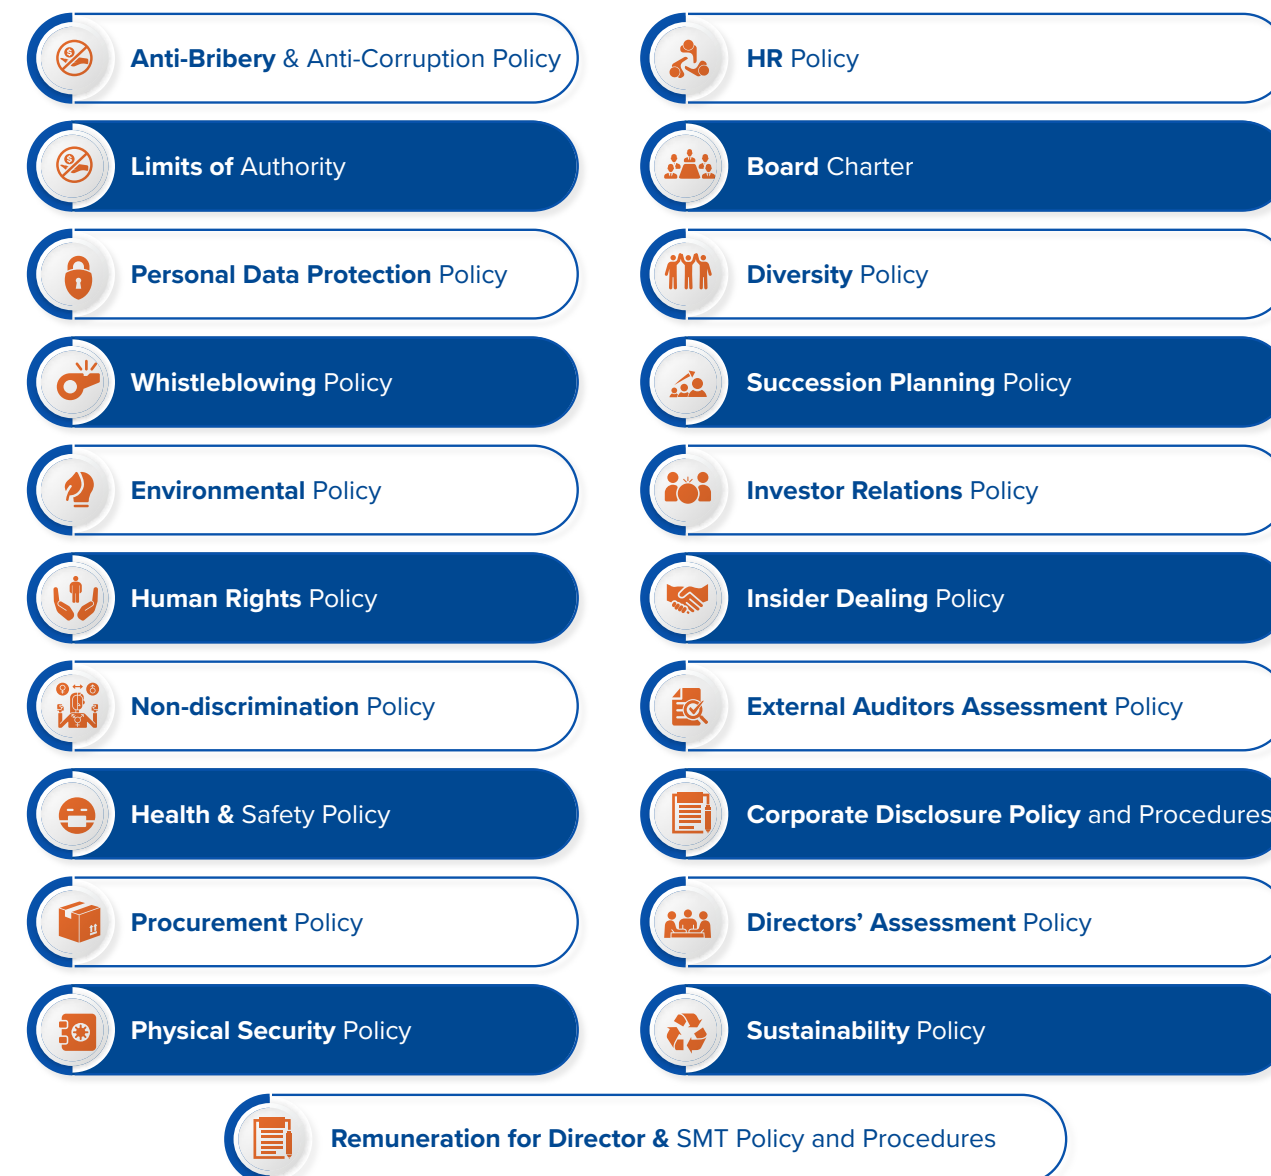 Anti-Bribery & Anti-Corruption Policy
Limits of Authority
Personal Data Protection Policy
Whistleblowing Policy
Environmental Policy
Human Rights Policy
Non-discrimination Policy
Health & Safety Policy
Procurement Policy
Physical Security Policy
HR Policy
Board Charter
Diversity Policy
Succession Planning Policy
Investor Relations Policy
Insider Dealing Policy
External Auditors Assessment Policy
Corporate Disclosure Policy and Procedures
Directors’ Assessment Policy
Sustainability Policy
Remuneration for Director & SMT Policy and Procedures